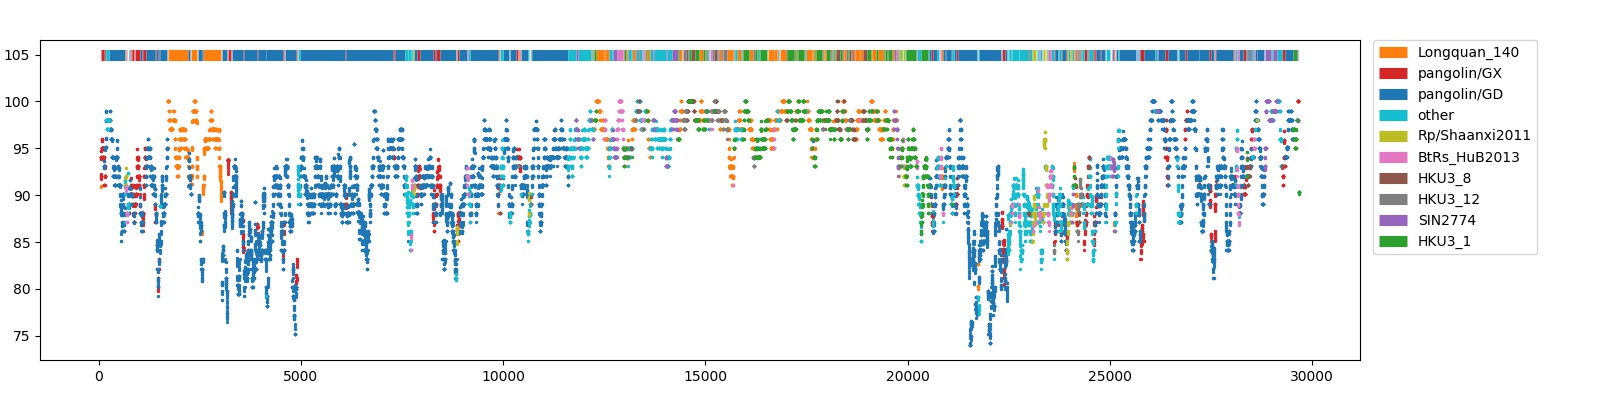 105
100
95
90
85
80
75
0 5000 10000 15000 20000 25000 30000
Longquan_140
pangolin/GX
pangolin/GD
other
Rp/Shaanxi2011
BtRs_HuB2013
HKU3_8
HKU3_12
SIN2774
HKU3_1